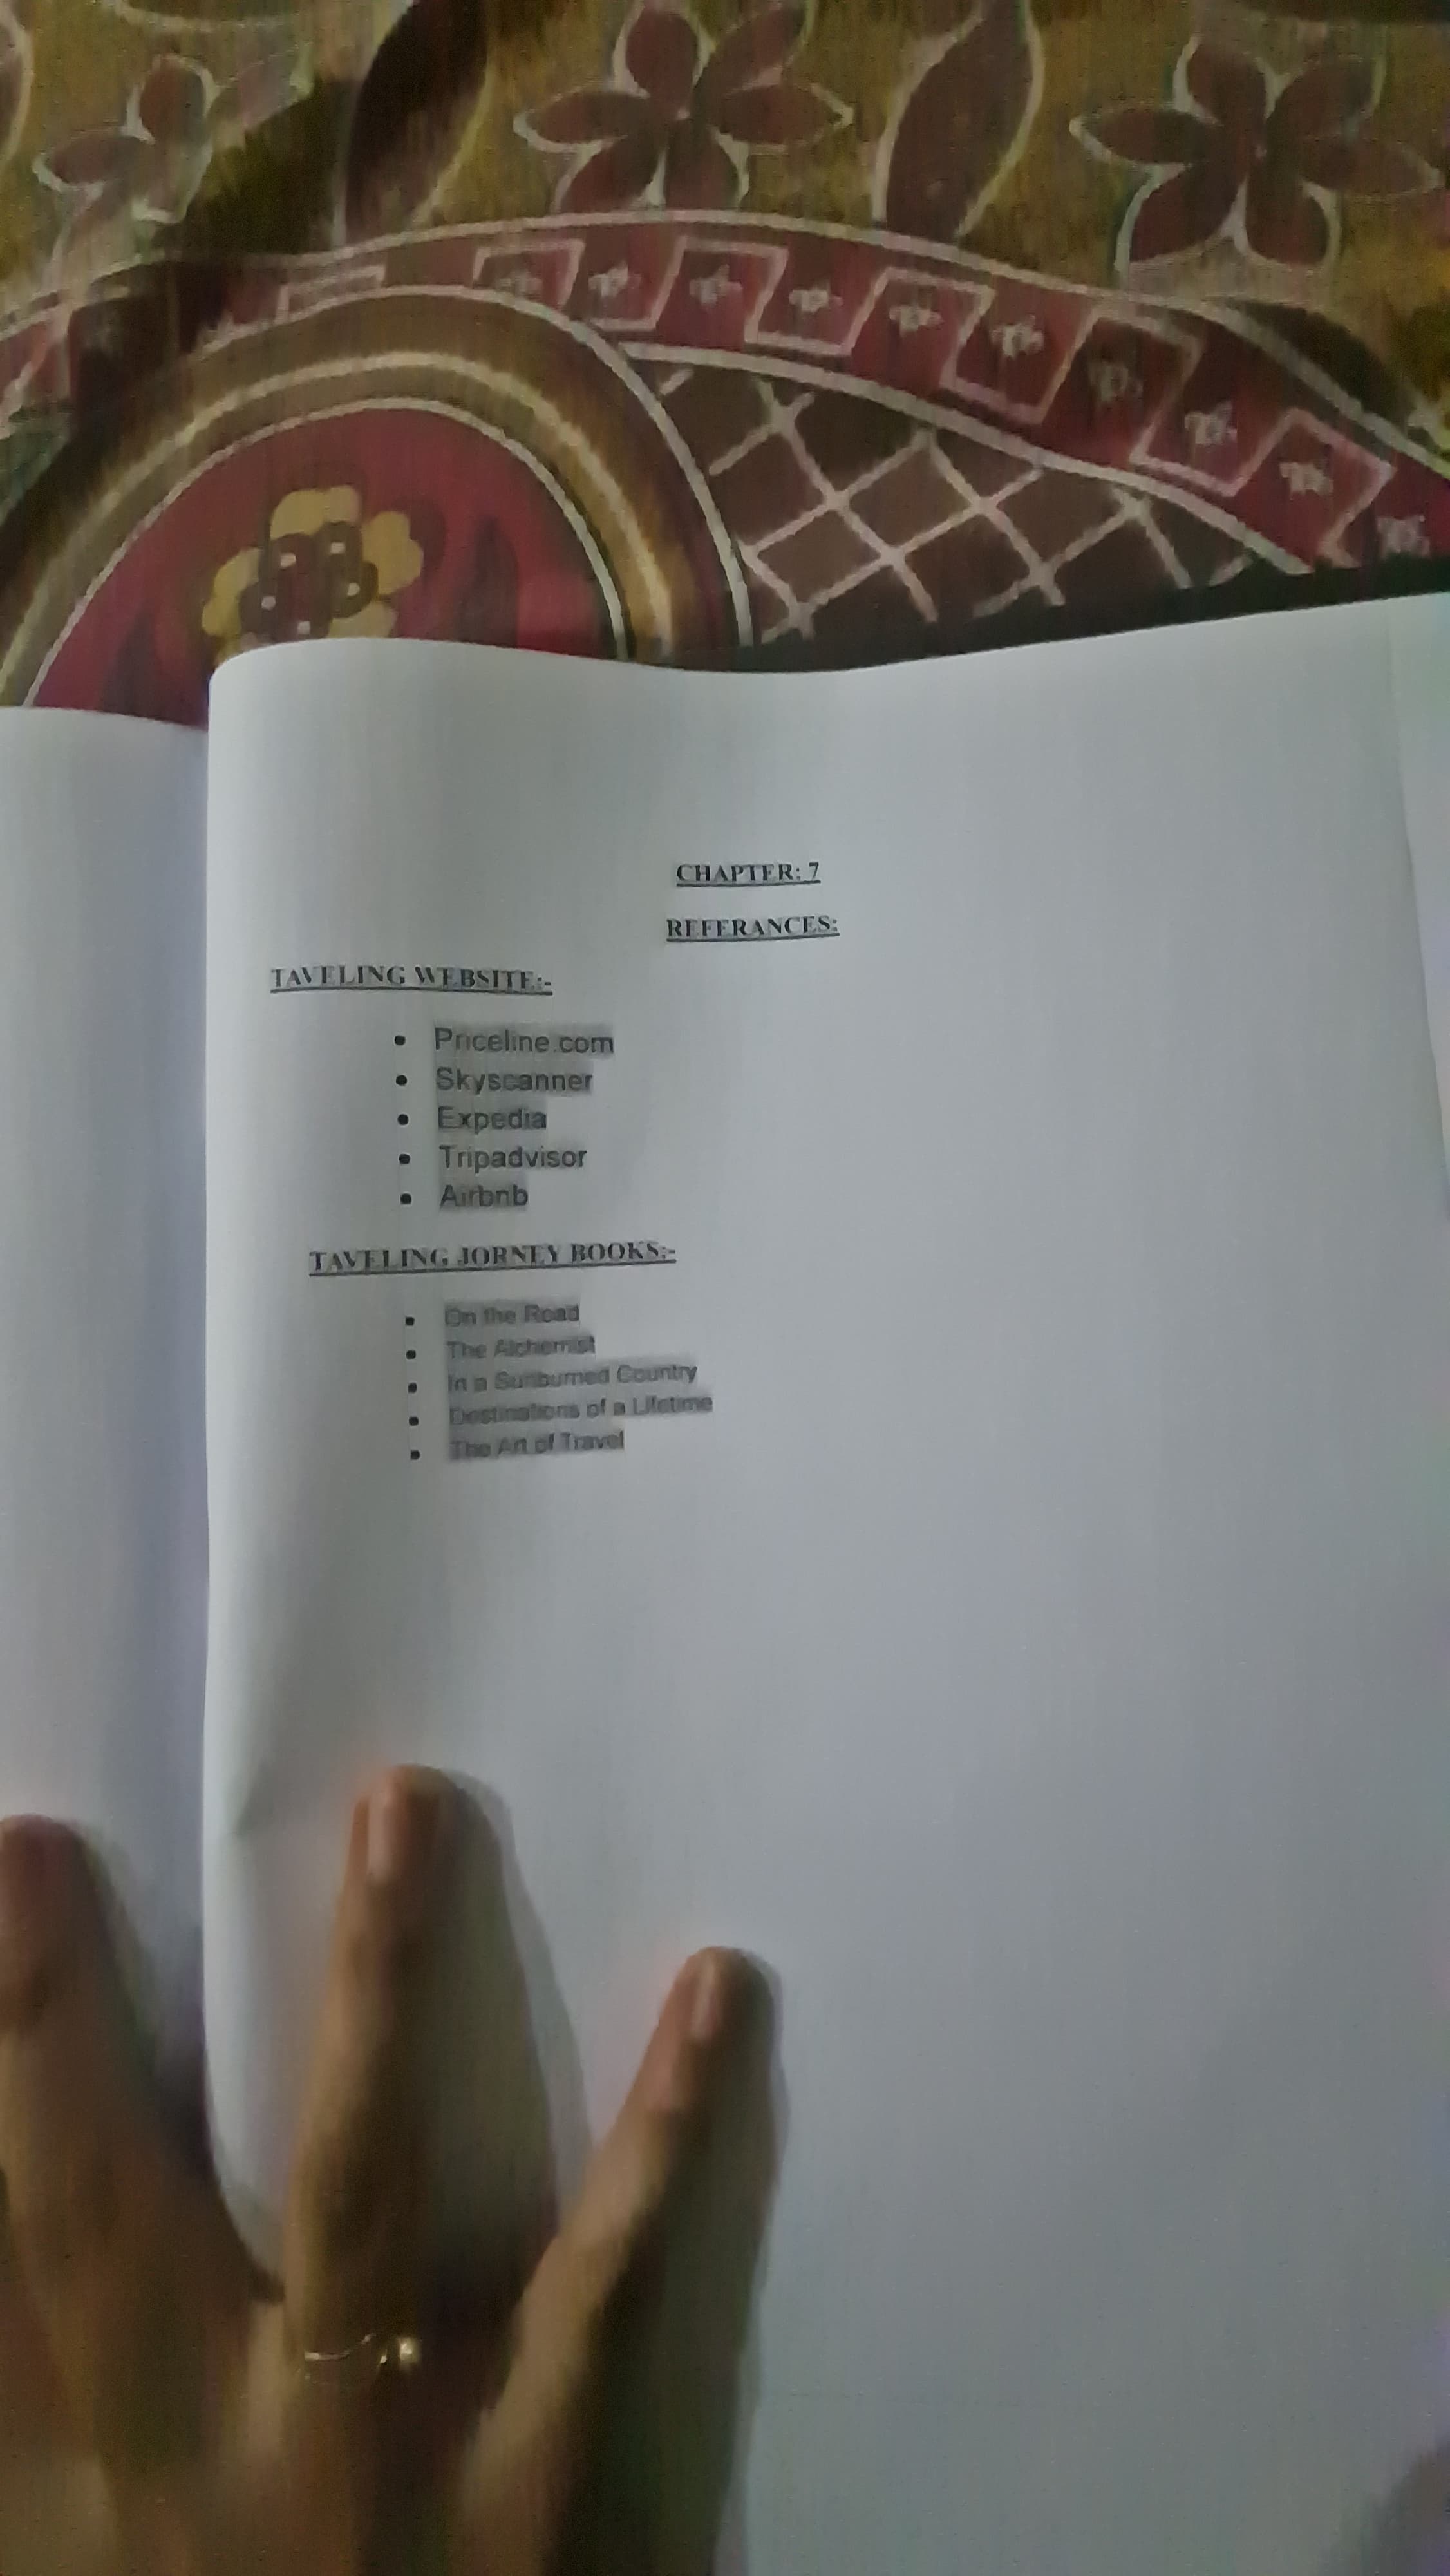 CHAPTER: 7
REFERANCES:
TAVELING WEBSITE:-
• Priceline.com
• Skyscanner
• Expedia
• Tripadvisor
• Airbnb
TAVELING JORNEY BOOKS:-
• On the Road
• The Alchemist
• In a Sunburned Country
• Destinations of a Lifetime
• The Art of Travel